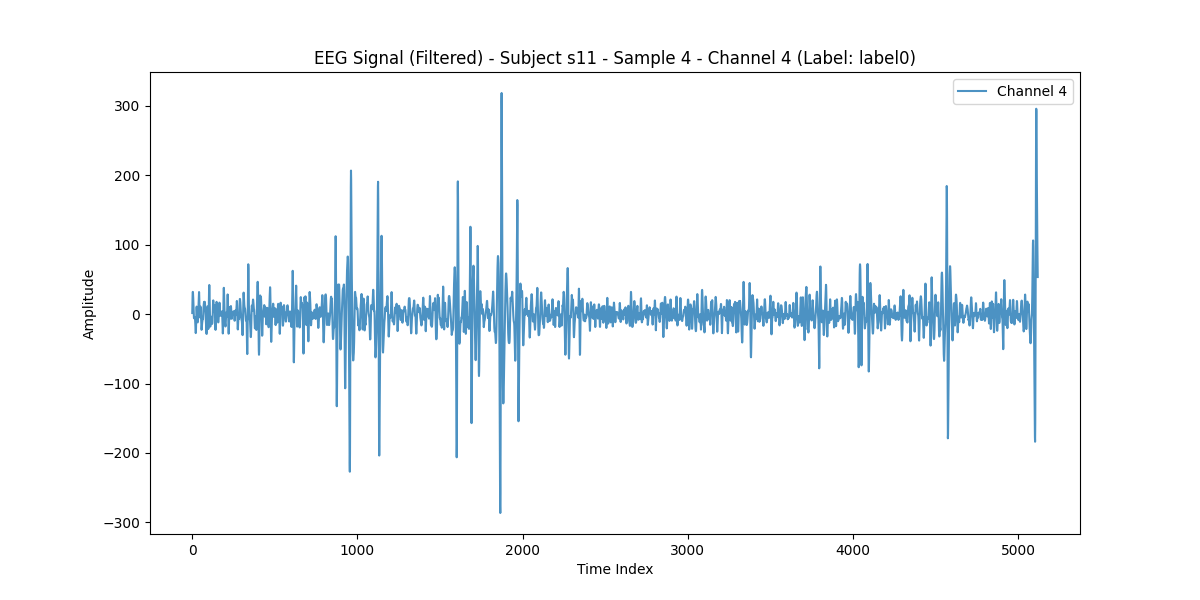 EEG Signal (Filtered) - Subject s11 - Sample 4 - Channel 4 (Label: label0)
Channel 4
300
200
100
0
−100
−200
−300
Amplitude
0 1000 2000 3000 4000 5000
Time Index